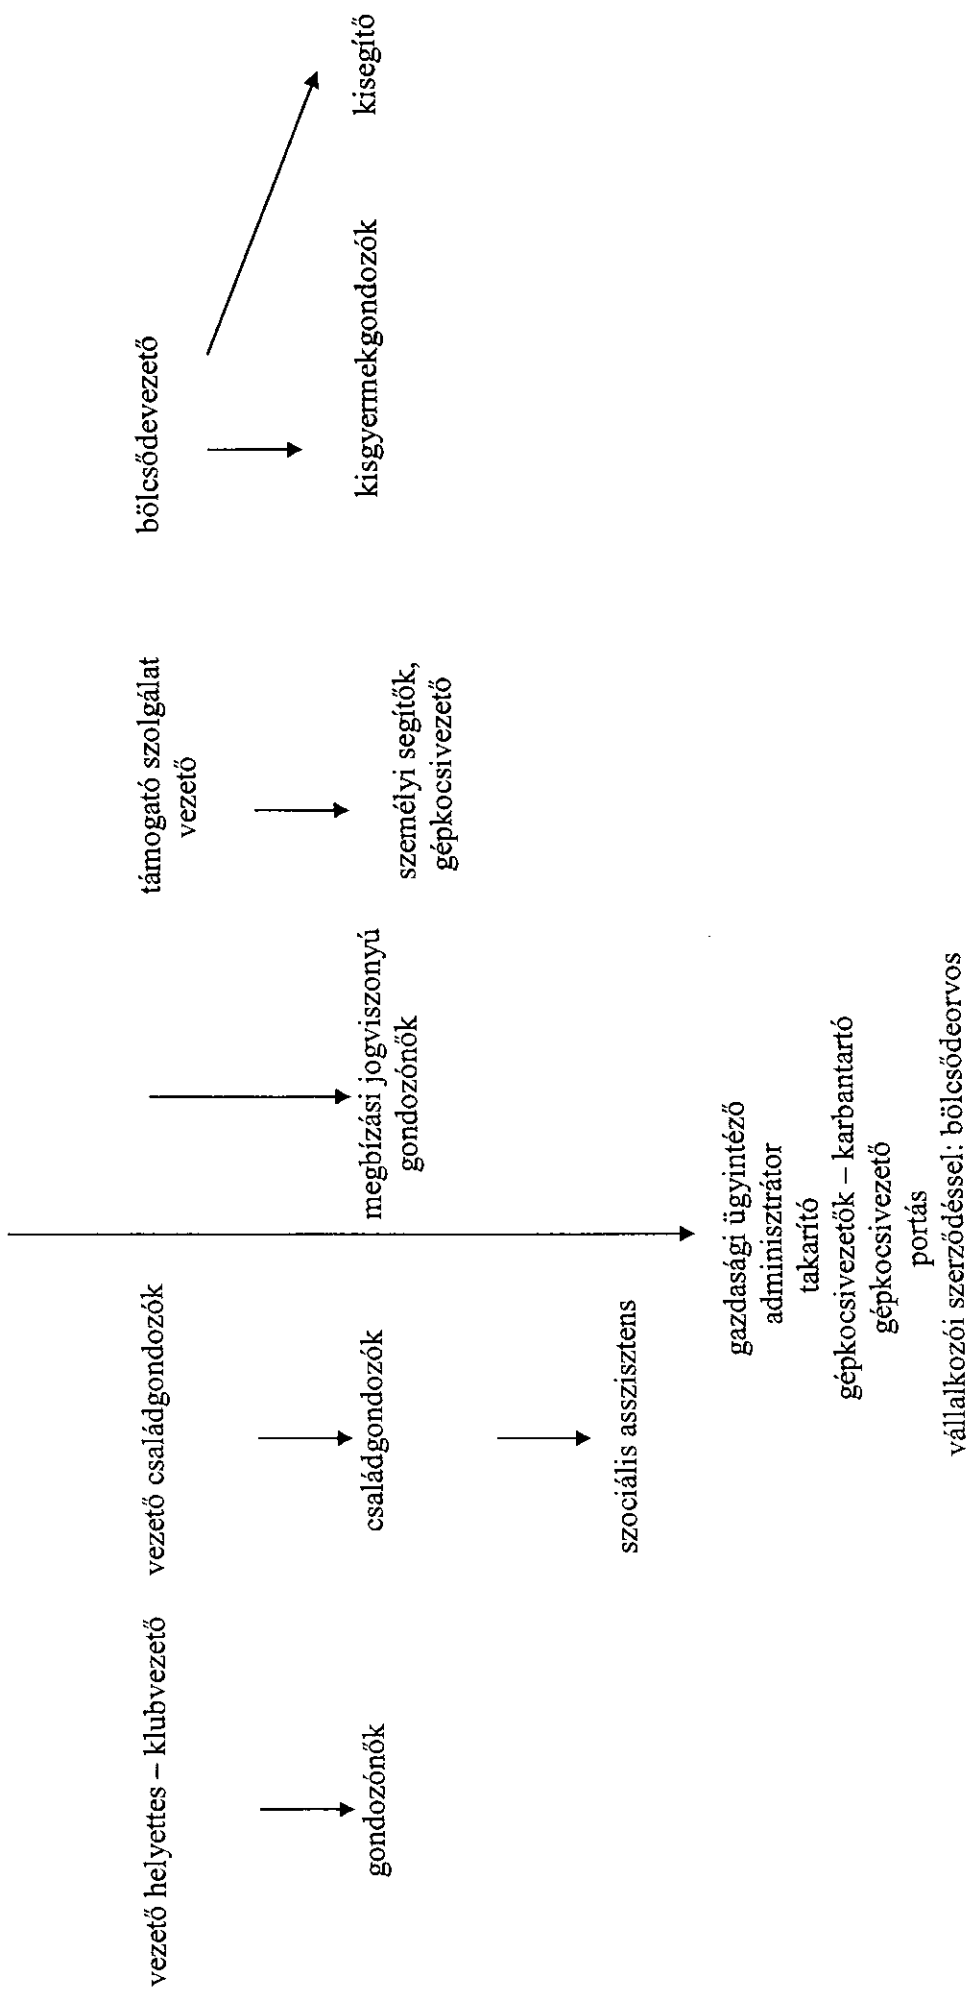 vezető helyettes – klubvezető
vezető családgondozók
támogató szolgálat
vezető
bölcsődevezető
gondozónők
családgondozók
megbízási jogviszonyú
gondozónők
személyi segítők,
gépkocsivezető
kisgyermekgondozók
kisegítő
szociális asszisztens
gazdasági ügyintéző
adminisztrátor
takarító
gépkocsivezetők – karbantartó
gépkocsivezető
portás
vállalkozói szerződéssel: bölcsődeorvos